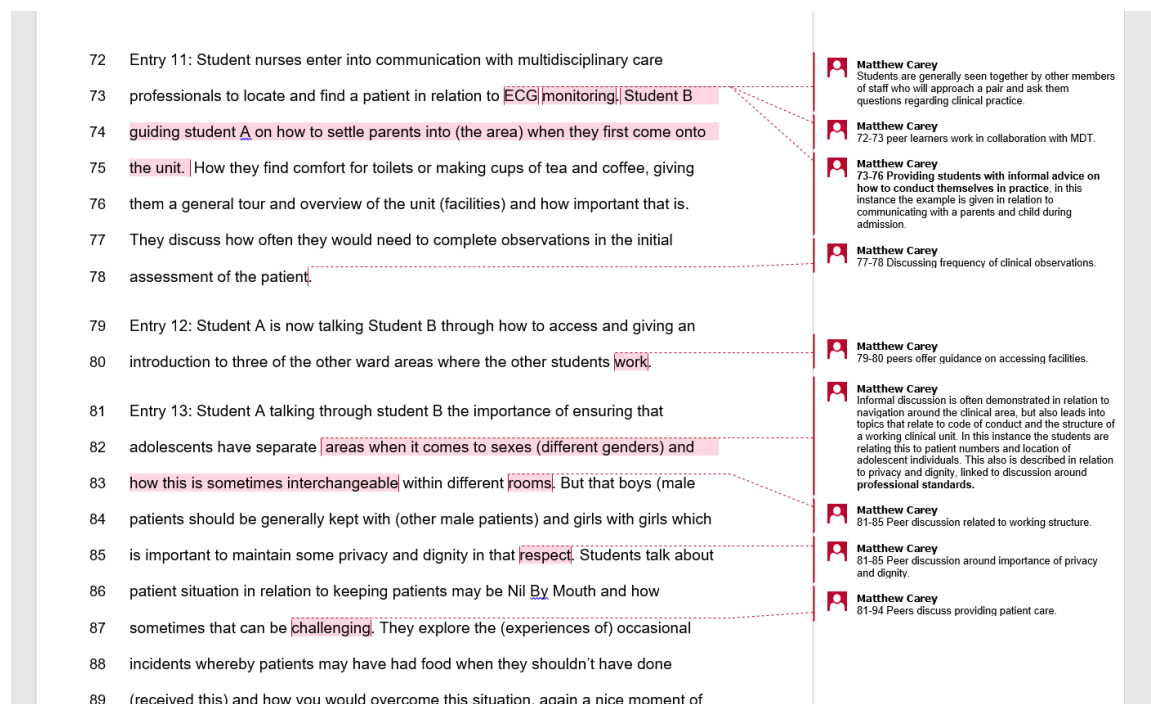 72 Entry 11: Student nurses enter into communication with multidisciplinary care
73 professionals to locate and find a patient in relation to ECG monitoring. Student B
74 guiding student A on how to settle parents into (the area) when they first come onto
75 the unit. How they find comfort for toilets or making cups of tea and coffee, giving
76 them a general tour and overview of the unit (facilities) and how important that is.
77 They discuss how often they would need to complete observations in the initial
78 assessment of the patient.
79 Entry 12: Student A is now talking Student B through how to access and giving an
80 introduction to three of the other ward areas where the other students work.
81 Entry 13: Student A talking through student B the importance of ensuring that
82 adolescents have separate areas when it comes to sexes (different genders) and
83 how this is sometimes interchangeable within different rooms. But that boys (male
84 patients should be generally kept with (other male patients) and girls with girls which
85 is important to maintain some privacy and dignity in that respect. Students talk about
86 patient situation in relation to keeping patients may be Nil By Mouth and how
87 sometimes that can be challenging. They explore the (experiences of) occasional
88 incidents whereby patients may have had food when they shouldn't have done
89 (received this) and how you would overcome this situation, again a nice moment of
Matthew Carey
Students are generally seen together by other members
of staff who will approach a pair and ask them
questions regarding clinical practice.
Matthew Carey
72-73 peer learners work in collaboration with MDT.
Matthew Carey
73-76 Providing students with informal advice on
how to conduct themselves in practice, in this
instance the example is given in relation to
communicating with a parents and child during
admission.
Matthew Carey
77-78 Discussing frequency of clinical observations.
Matthew Carey
79-80 peers offer guidance on accessing facilities.
Matthew Carey
Informal discussion is often demonstrated in relation to
navigation around the clinical area, but also leads into
topics that relate to code of conduct and the structure of
a working clinical unit. In this instance the students are
relating this to patient numbers and location of
adolescent individuals. This also is described in relation
to privacy and dignity, linked to discussion around
professional standards.
Matthew Carey
81-85 Peer discussion related to working structure.
Matthew Carey
81-85 Peer discussion around importance of privacy
and dignity.
Matthew Carey
81-94 Peers discuss providing patient care.